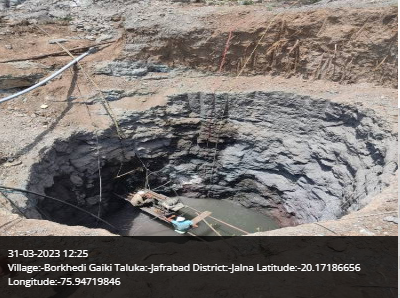 31-03-2023 12:25
Village:-Borkhedi Gaiki Taluka:-Jafrabad District:-Jalna Latitude:-20.17186656
Longitude:-75.94719846